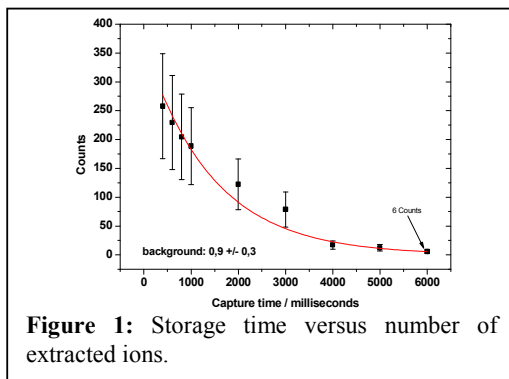 400
350
300
250
200
150
100
50
0
Counts
6 Counts
background: 0,9 +/- 0,3
0 1000 2000 3000 4000 5000 6000
Capture time / milliseconds
Figure 1: Storage time versus number of
extracted ions.